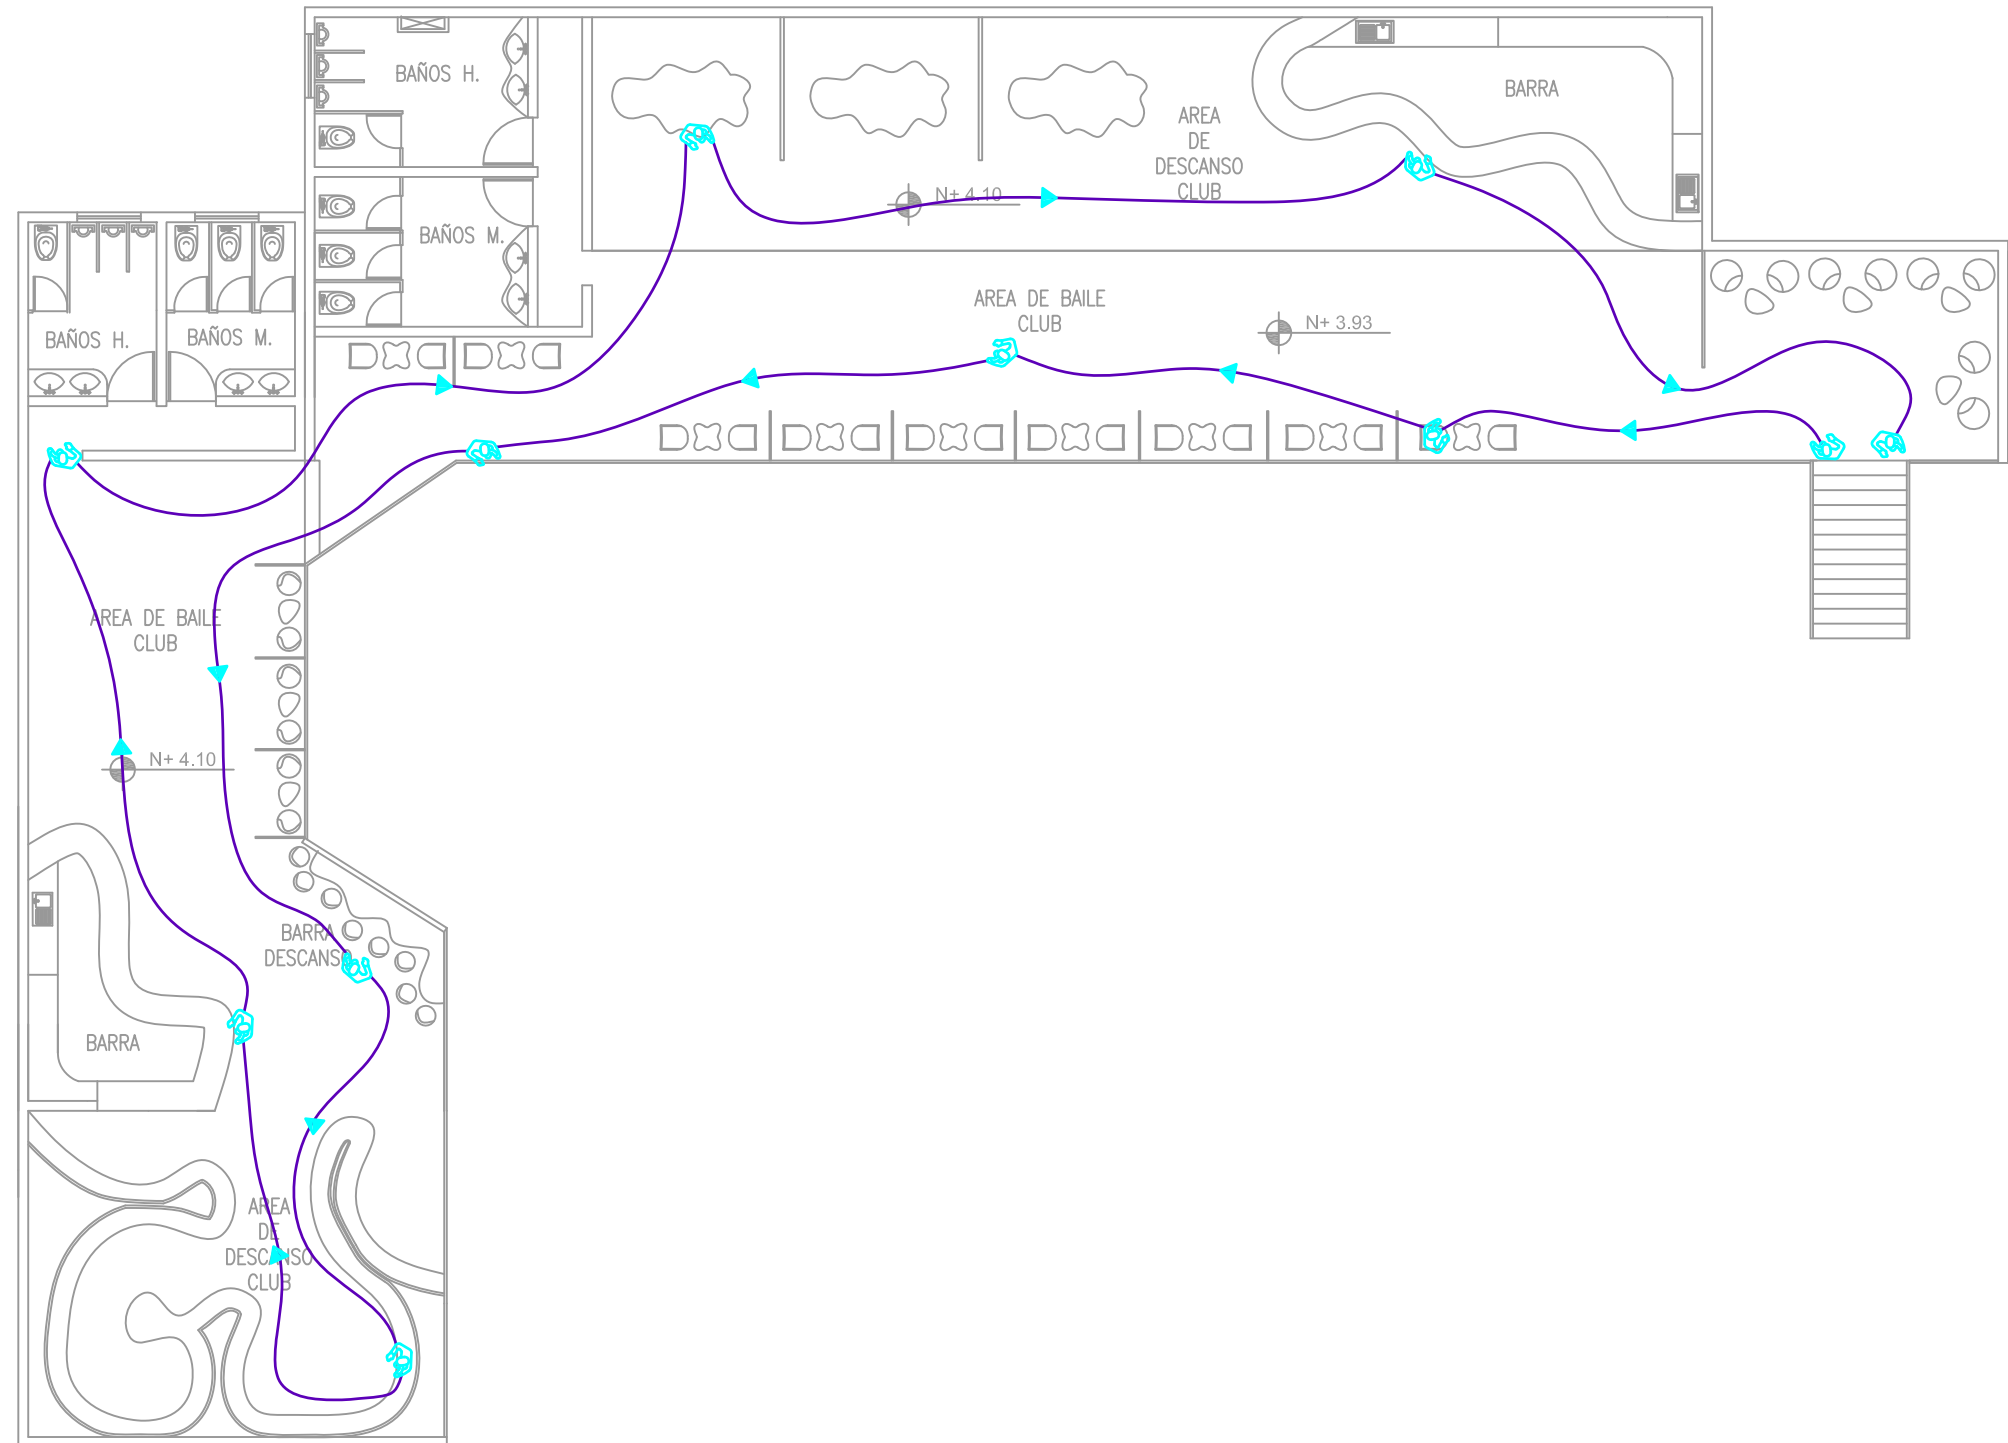 BAÑOS H.
BARRA
AREA
DE
DESCANSO
CLUB
N+ 4.10
BAÑOS M.
AREA DE BAILE
CLUB
N+ 3.93
BAÑOS H.
BAÑOS M.
AREA DE BAILE
CLUB
N+ 4.10
BARRA
DESCANSO
BARRA
AREA
DE
DESCANSO
CLUB